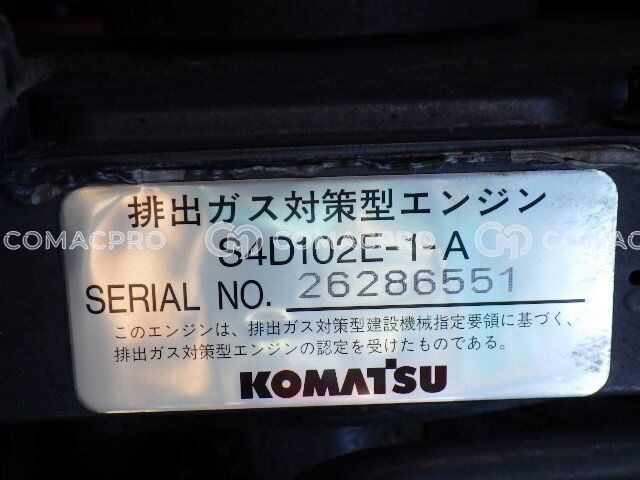 排出ガス対策型エンジン
COMACPRO COMACPRO COMACPRO
S4D102E-1-A
SERIAL NO. 26286551
このエンジンは、排出ガス対策型建設機械指定要領に基づく、
排出ガス対策型エンジンの認定を受けたものである。
KOMATSU